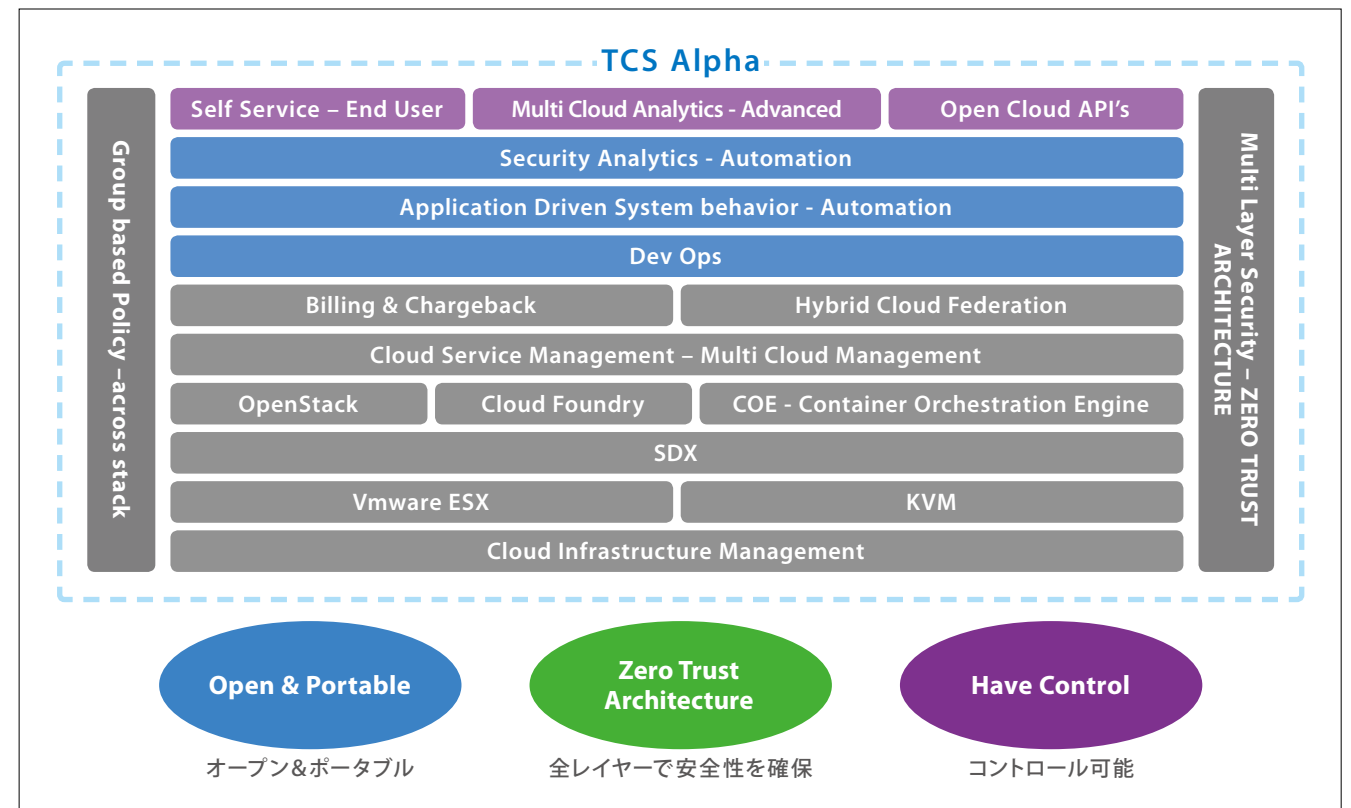 TCS Alpha
Group based Policy –across stack
Self Service – End User
Multi Cloud Analytics - Advanced
Open Cloud API's
Security Analytics - Automation
Application Driven System behavior - Automation
Dev Ops
Billing & Chargeback
Hybrid Cloud Federation
Cloud Service Management – Multi Cloud Management
OpenStack
Cloud Foundry
COE - Container Orchestration Engine
SDX
Vmware ESX
KVM
Cloud Infrastructure Management
Multi Layer Security – ZERO TRUST
ARCHITECTURE
Open & Portable
オープン&ポータブル
Zero Trust
Architecture
全レイヤーで安全性を確保
Have Control
コントロール可能